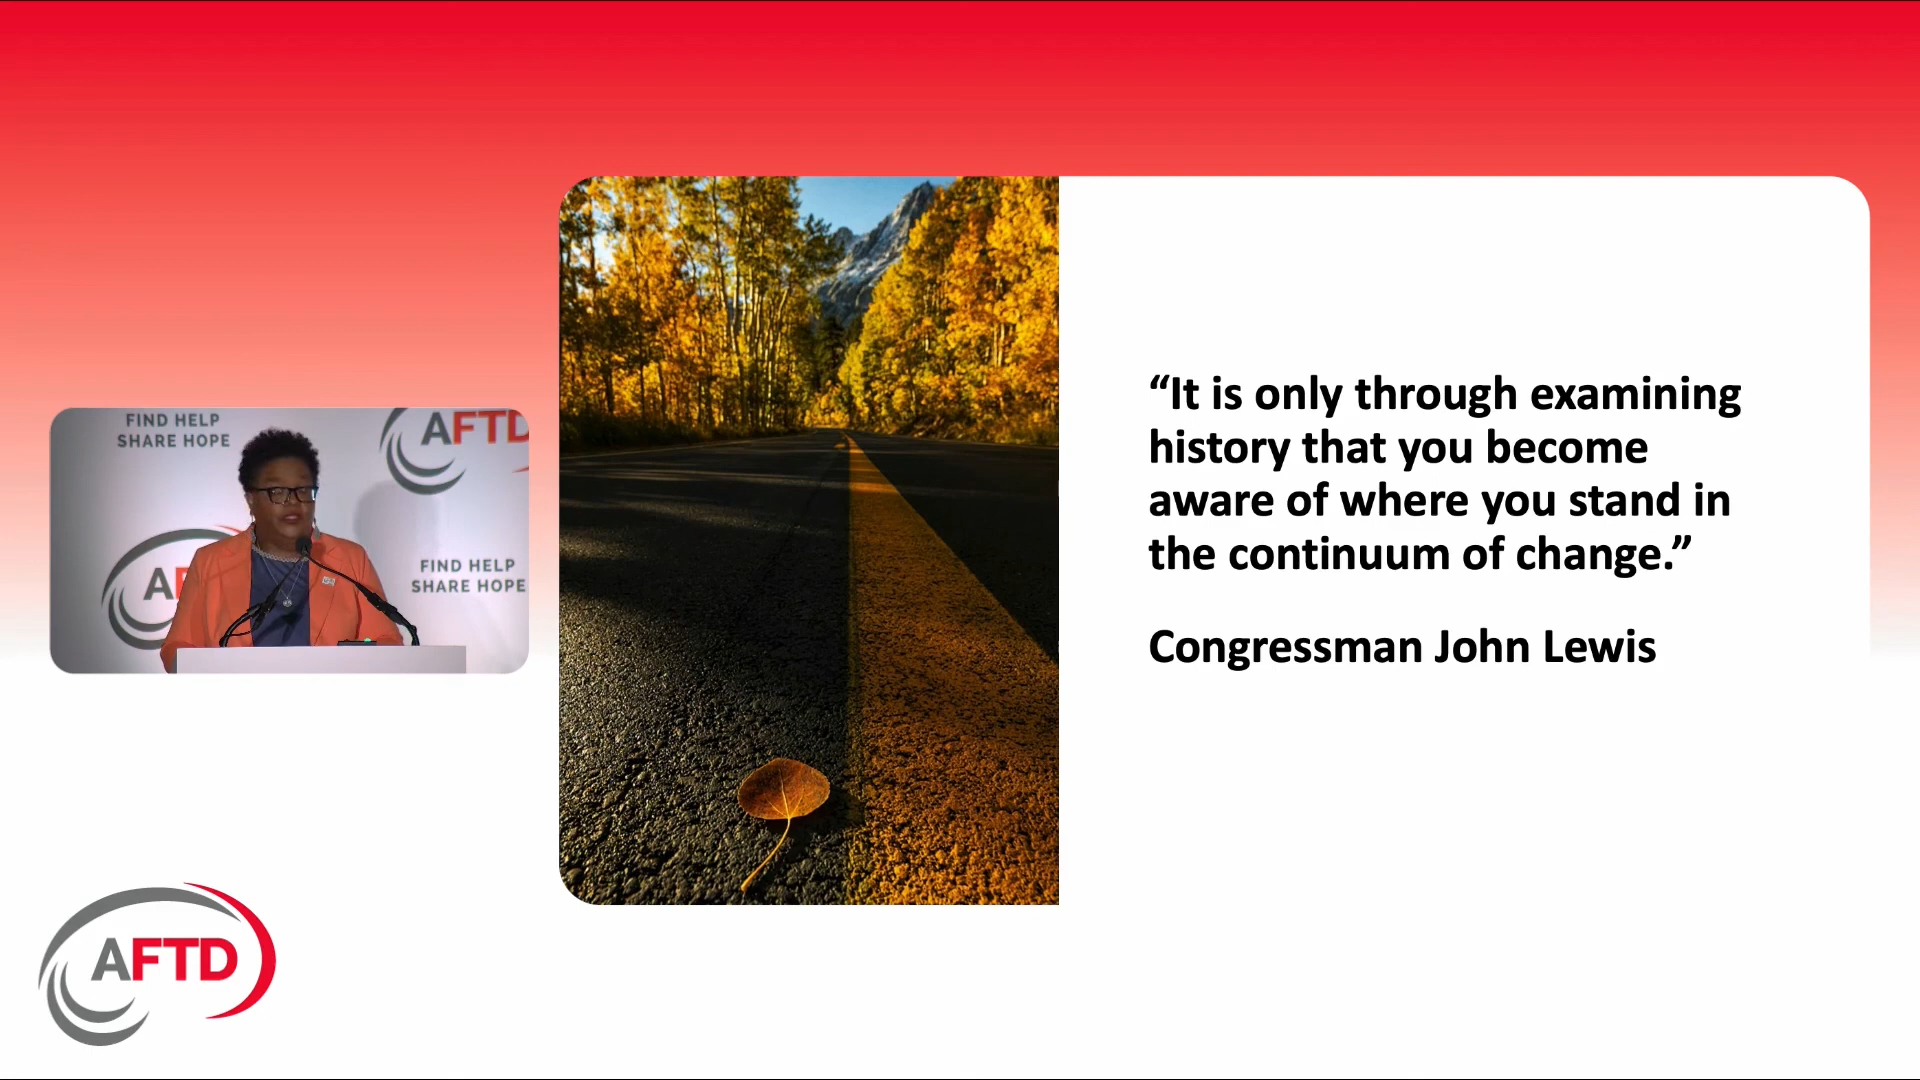 FIND HELP
SHARE HOPE
AFTD
A
FIND HELP
SHARE HOPE
“It is only through examining
history that you become
aware of where you stand in
the continuum of change.”
Congressman John Lewis
AFTD